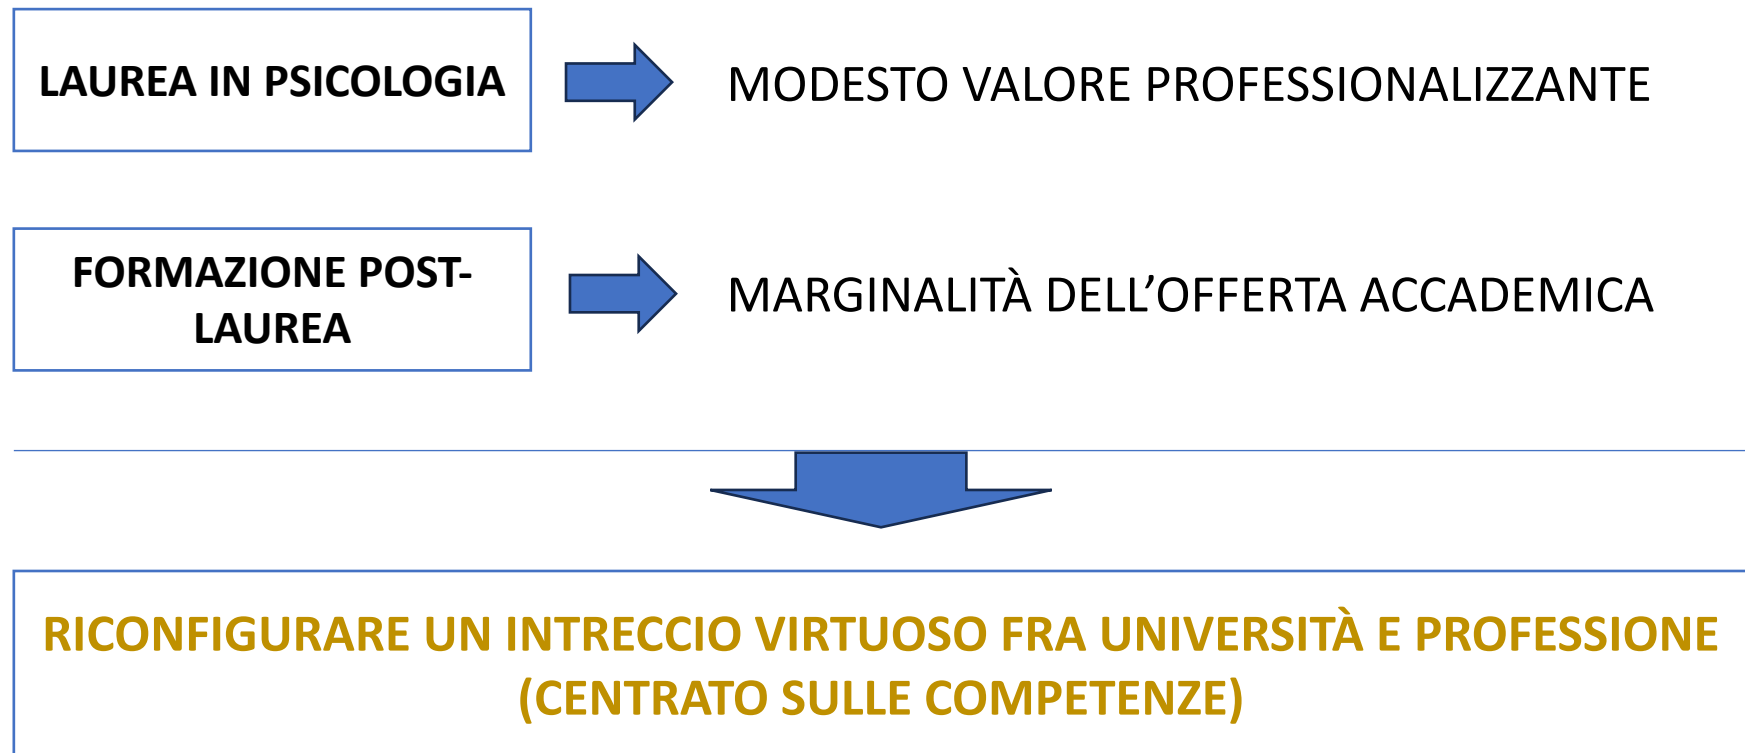 LAUREA IN PSICOLOGIA
MODESTO VALORE PROFESSIONALIZZANTE
FORMAZIONE POST-
LAUREA
MARGINALITÀ DELL’OFFERTA ACCADEMICA
RICONFIGURARE UN INTRECCIO VIRTUOSO FRA UNIVERSITÀ E PROFESSIONE
(CENTRATO SULLE COMPETENZE)